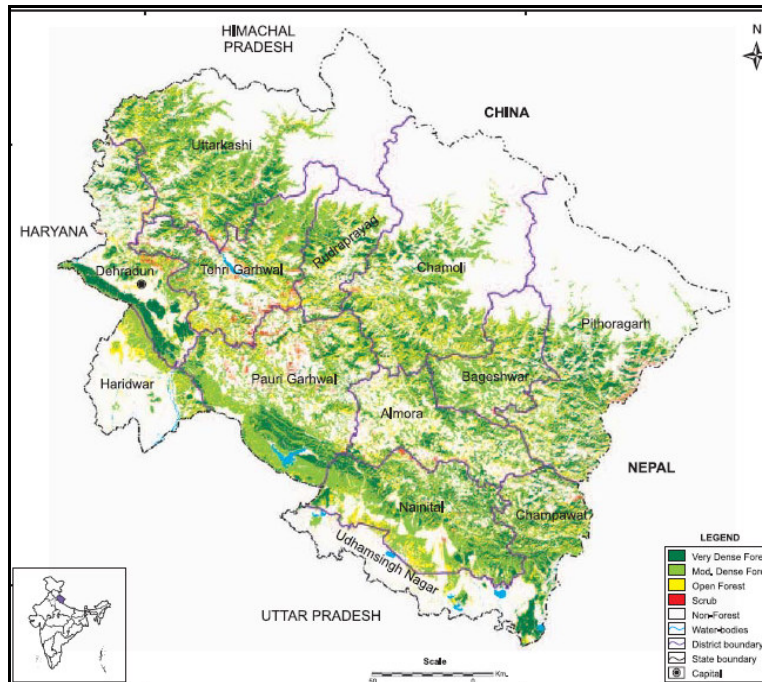 HIMACHAL
PRADESH
N
CHINA
Uttarkashi
HARYANA
Dehradun
Tehri Garhwal
Rudraprayag
Chamoli
Pithoragarh
Haridwar
Pauri Garhwal
Bageshwar
Almora
NEPAL
Nainital
Champawat
Udhamsingh Nagar
UTTAR PRADESH
LEGEND
Very Dense Fore
Mod. Dense Fore
Open Forest
Scrub
Non-Forest
Water-bodies
District boundary
State boundary
Capital
Scale
Km.